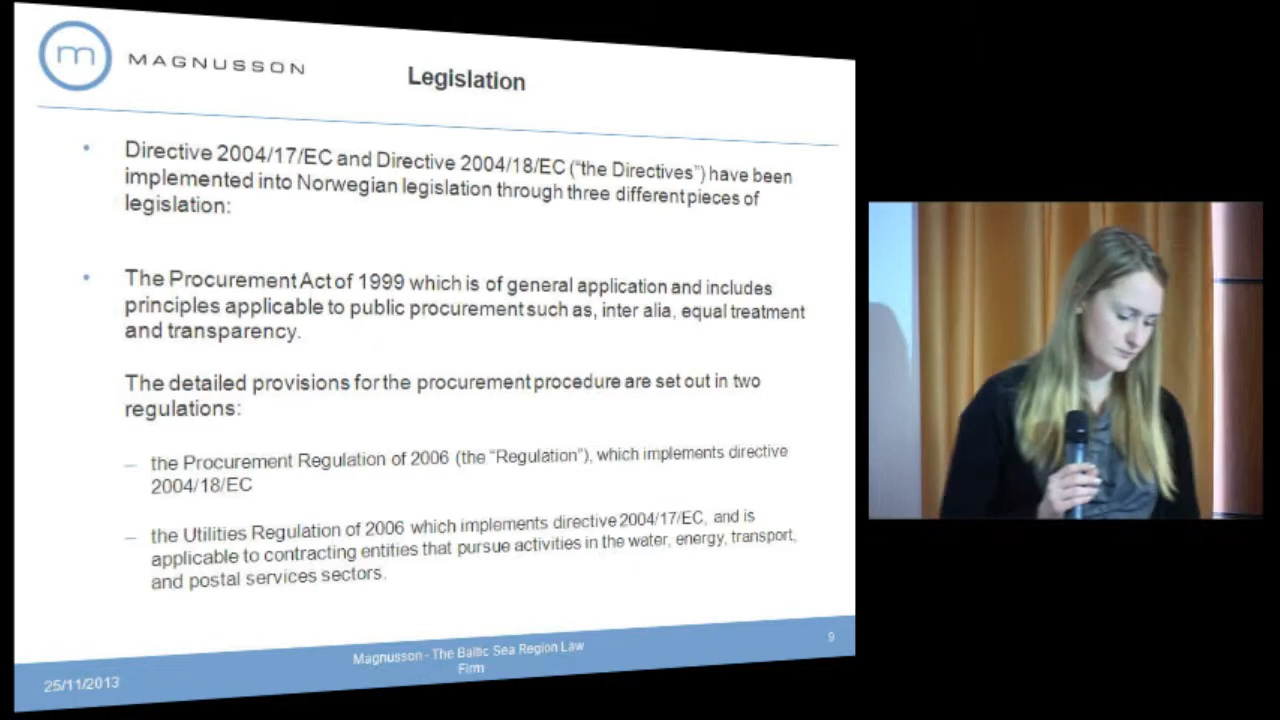 m MAGNUSSON
Legislation
• Directive 2004/17/EC and Directive 2004/18/EC (“the Directives”) have been
implemented into Norwegian legislation through three different pieces of
legislation:
• The Procurement Act of 1999 which is of general application and includes
principles applicable to public procurement such as, inter alia, equal treatment
and transparency.
The detailed provisions for the procurement procedure are set out in two
regulations:
– the Procurement Regulation of 2006 (the “Regulation”), which implements directive
2004/18/EC
– the Utilities Regulation of 2006 which implements directive 2004/17/EC, and is
applicable to contracting entities that pursue activities in the water, energy, transport,
and postal services sectors.
25/11/2013
Magnusson - The Baltic Sea Region Law
Firm
9